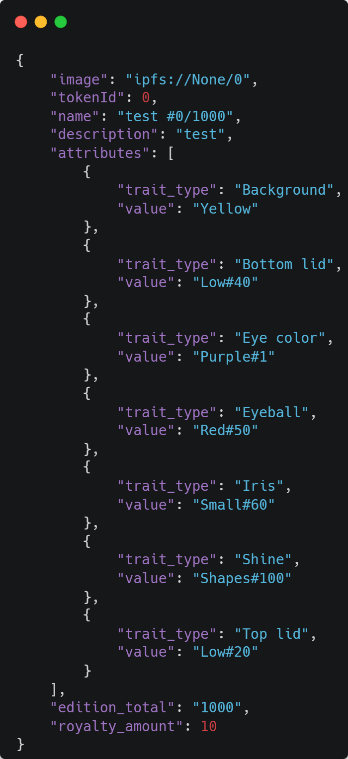 {
    "image": "ipfs://None/0",
    "tokenId": 0,
    "name": "test #0/1000",
    "description": "test",
    "attributes": [
        {
            "trait_type": "Background",
            "value": "Yellow"
        },
        {
            "trait_type": "Bottom lid",
            "value": "Low#40"
        },
        {
            "trait_type": "Eye color",
            "value": "Purple#1"
        },
        {
            "trait_type": "Eyeball",
            "value": "Red#50"
        },
        {
            "trait_type": "Iris",
            "value": "Small#60"
        },
        {
            "trait_type": "Shine",
            "value": "Shapes#100"
        },
        {
            "trait_type": "Top lid",
            "value": "Low#20"
        }
    ],
    "edition_total": "1000",
    "royalty_amount": 10
}